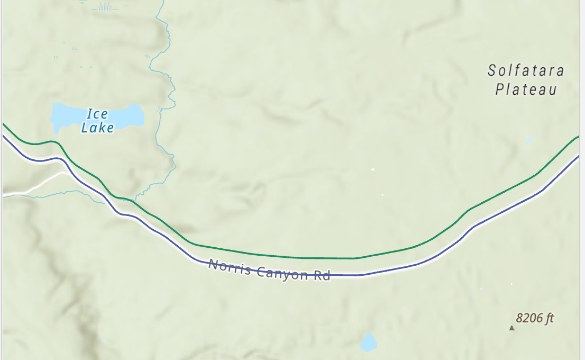 Solfatara
Plateau
Ice
Lake
Norris Canyon Rd
8206 ft